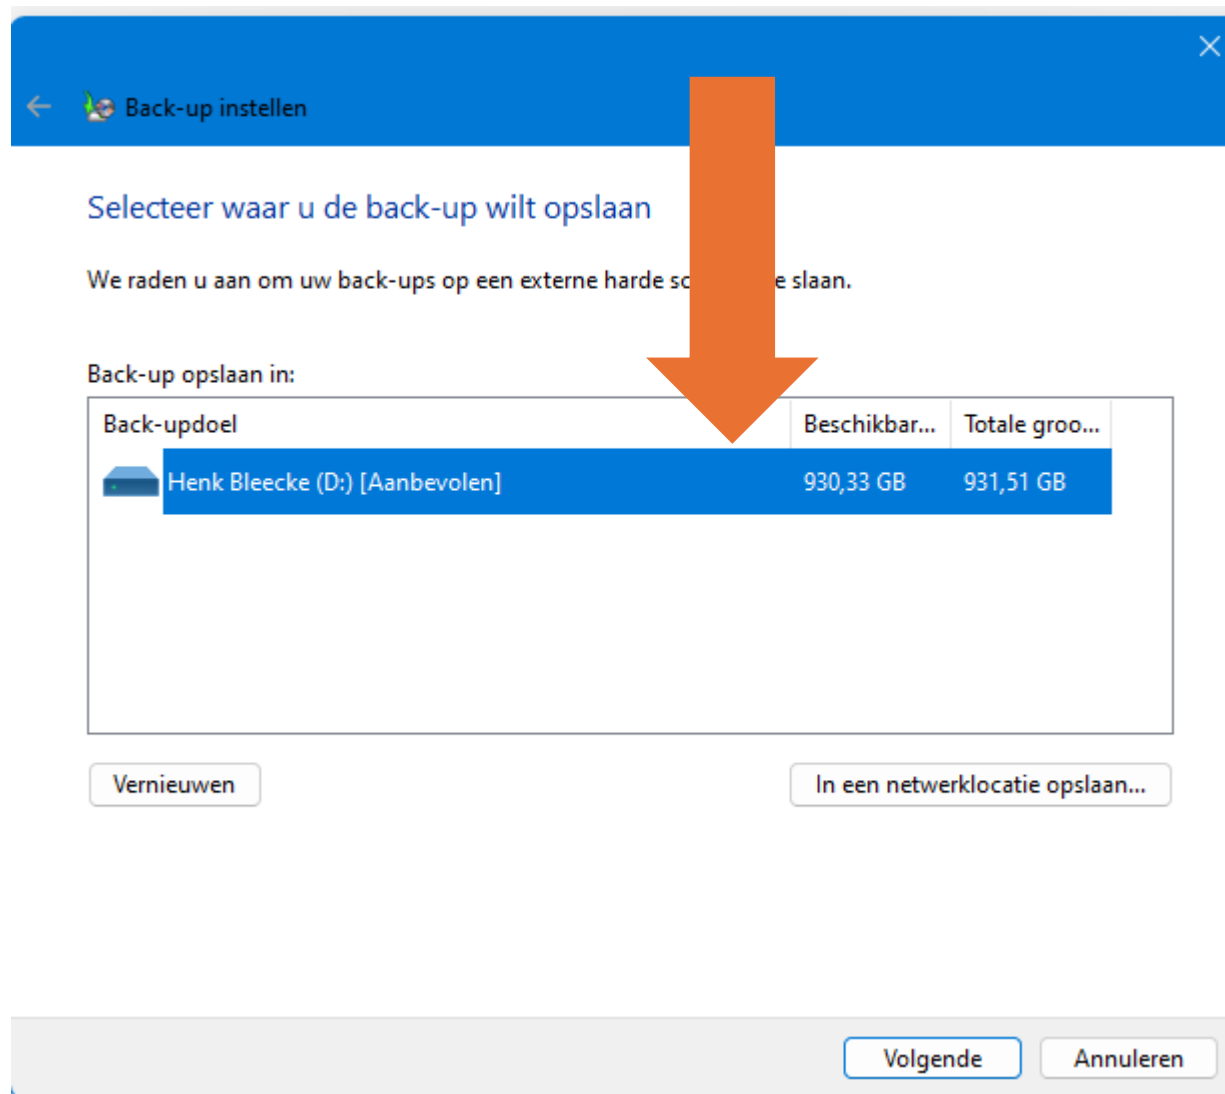 Back-up instellen
Selecteer waar u de back-up wilt opslaan
We raden u aan om uw back-ups op een externe harde slaan.
Back-up opslaan in:
Back-updoel Beschikbar... Totale groo...
Henk Bleecke (D:) [Aanbevolen] 930,33 GB 931,51 GB
Vernieuwen In een netwerklocatie opslaan...
Volgende Annuleren